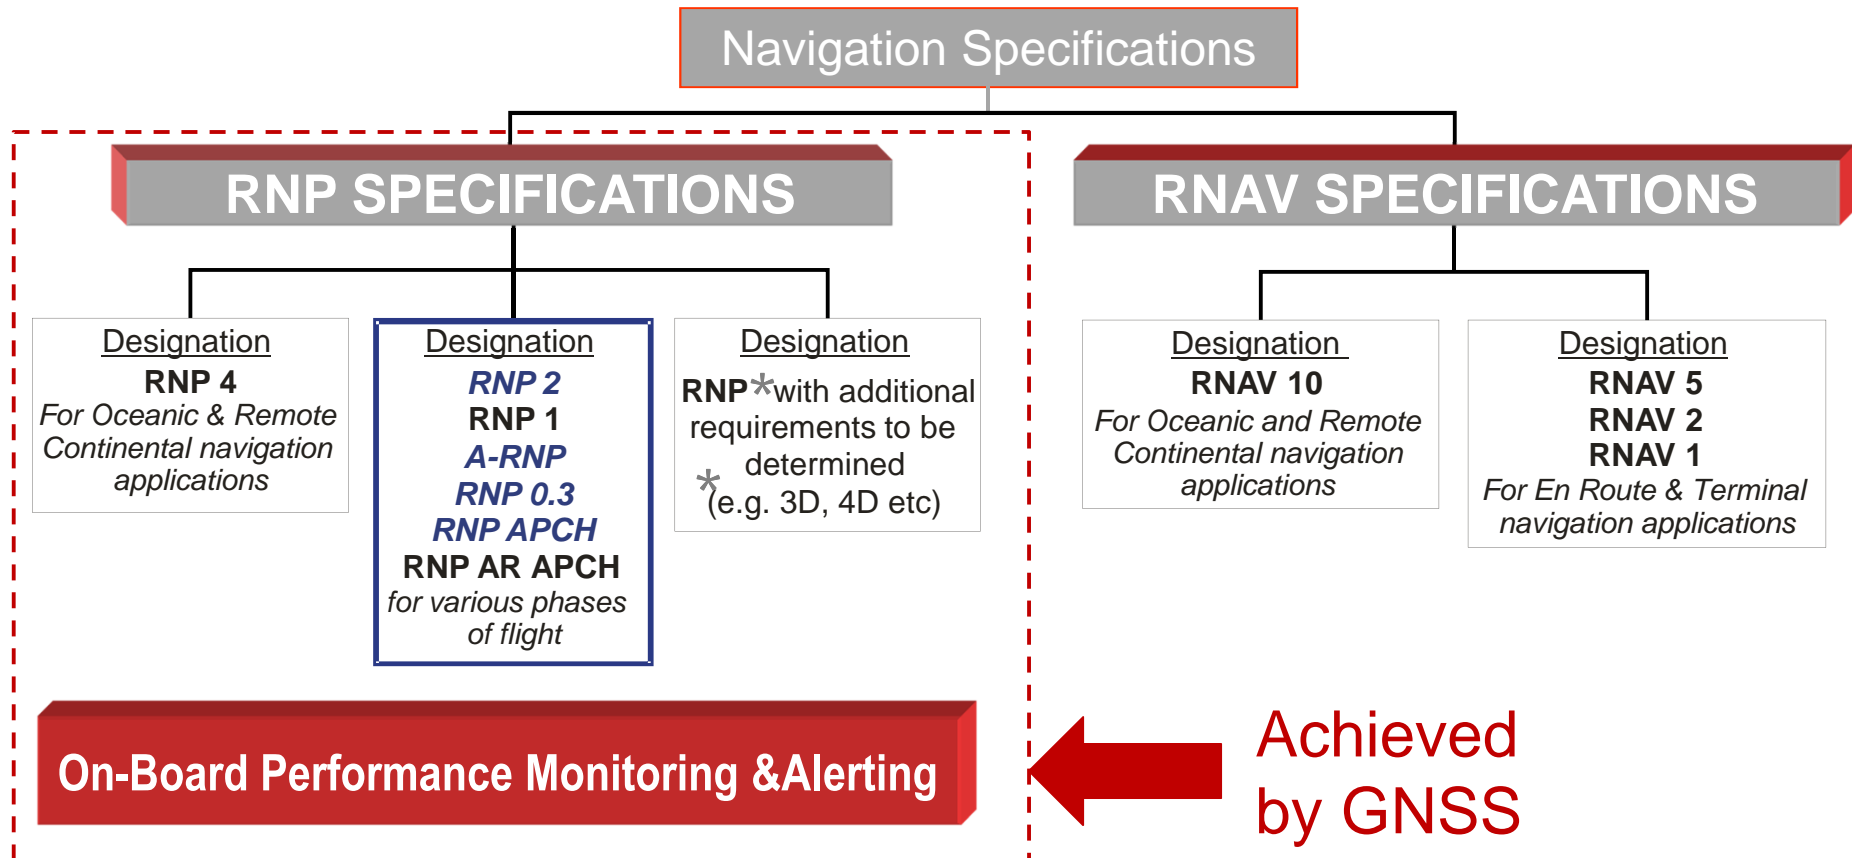 Navigation Specifications
RNP SPECIFICATIONS
RNAV SPECIFICATIONS
Designation
RNP 4
For Oceanic & Remote
Continental navigation
applications
Designation
RNP 2
RNP 1
A-RNP
RNP 0.3
RNP APCH
RNP AR APCH
for various phases
of flight
Designation
RNP*with additional
requirements to be
determined
*(e.g. 3D, 4D etc)
Designation
RNAV 10
For Oceanic and Remote
Continental navigation
applications
Designation
RNAV 5
RNAV 2
RNAV 1
For En Route & Terminal
navigation applications
On-Board Performance Monitoring &Alerting
Achieved
by GNSS